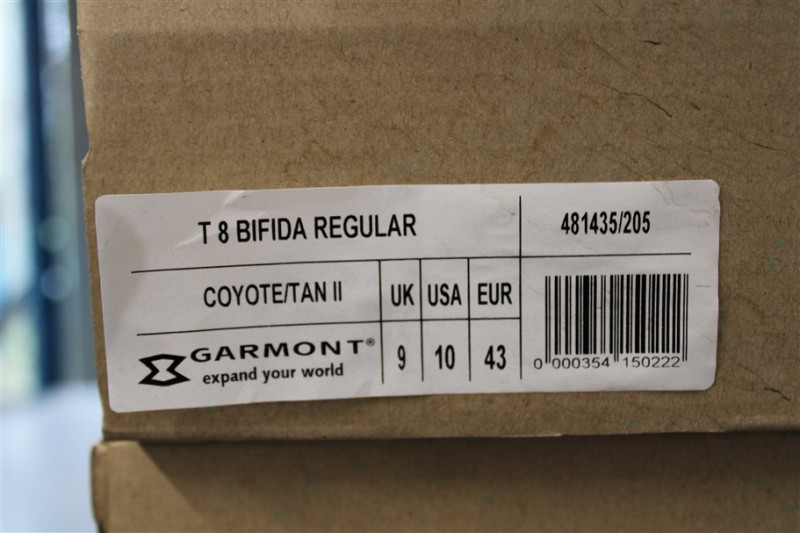 T 8 BIFIDA REGULAR
481435/205
COYOTE/TAN II
UK USA EUR
9 10 43
GARMONT®
expand your world
0 000354 150222